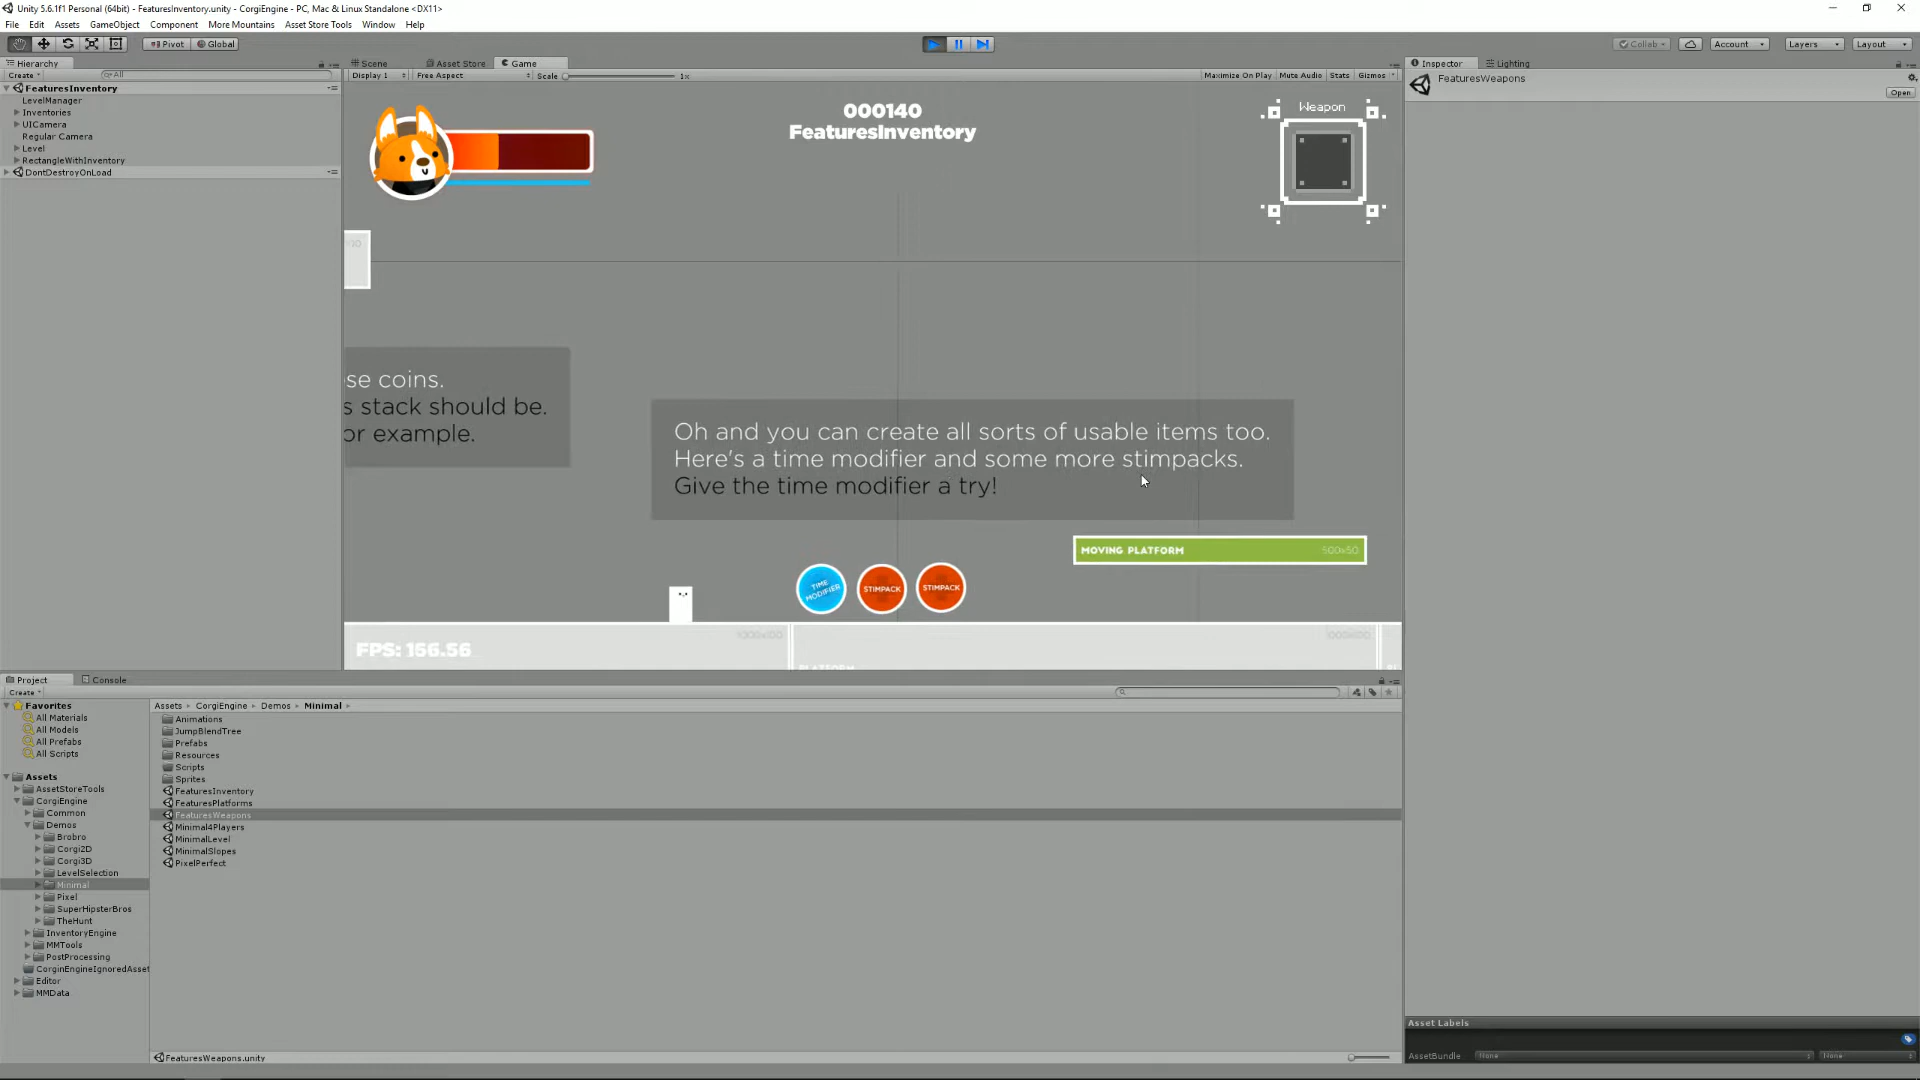 Unity 5.6.1f1 Personal (64bit) - FeaturesInventory.unity - CorgiEngine - PC, Mac & Linux Standalone <DX11>
File Edit Assets GameObject Component More Mountains Asset Store Tools Window Help
Pivot Global
Collab Account Layers Layout
Hierarchy
Create All
FeaturesInventory
LevelManager
Inventories
UICamera
Regular Camera
Level
RectangleWithInventory
DontDestroyOnLoad
Scene Asset Store Game
Display 1 Free Aspect Scale 1x Maximize On Play Mute Audio Stats Gizmos
000140
FeaturesInventory
Weapon
se coins.
s stack should be.
or example.
Oh and you can create all sorts of usable items too.
Here's a time modifier and some more stimpacks.
Give the time modifier a try!
MOVING PLATFORM 500x50
TIME
MODIFIER
STIMPACK
STIMPACK
FPS: 156.56
PLATFORM
Inspector Lighting
FeaturesWeapons
Open
Project Console
Create
Favorites
All Materials
All Models
All Prefabs
All Scripts
Assets
AssetStoreTools
CorgiEngine
Common
Demos
Brobro
Corgi2D
Corgi3D
LevelSelection
Minimal
Pixel
SuperHipsterBros
TheHunt
InventoryEngine
MMTools
PostProcessing
CorginEngineIgnoredAsset
Editor
MMData
Assets CorgiEngine Demos Minimal
Animations
JumpBlendTree
Prefabs
Resources
Scripts
Sprites
FeaturesInventory
FeaturesPlatforms
FeaturesWeapons
Minimal4Players
MinimalLevel
MinimalSlopes
PixelPerfect
FeaturesWeapons.unity
Asset Labels
AssetBundle None None